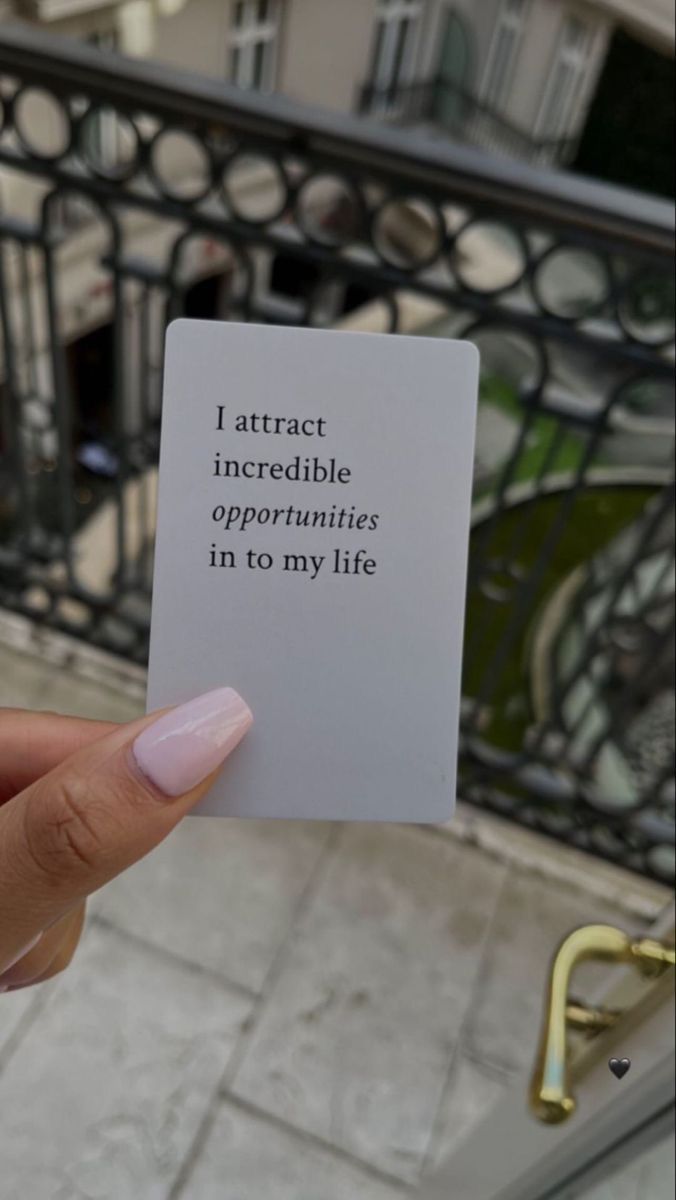 I attract
incredible
opportunities
in to my life
🖤